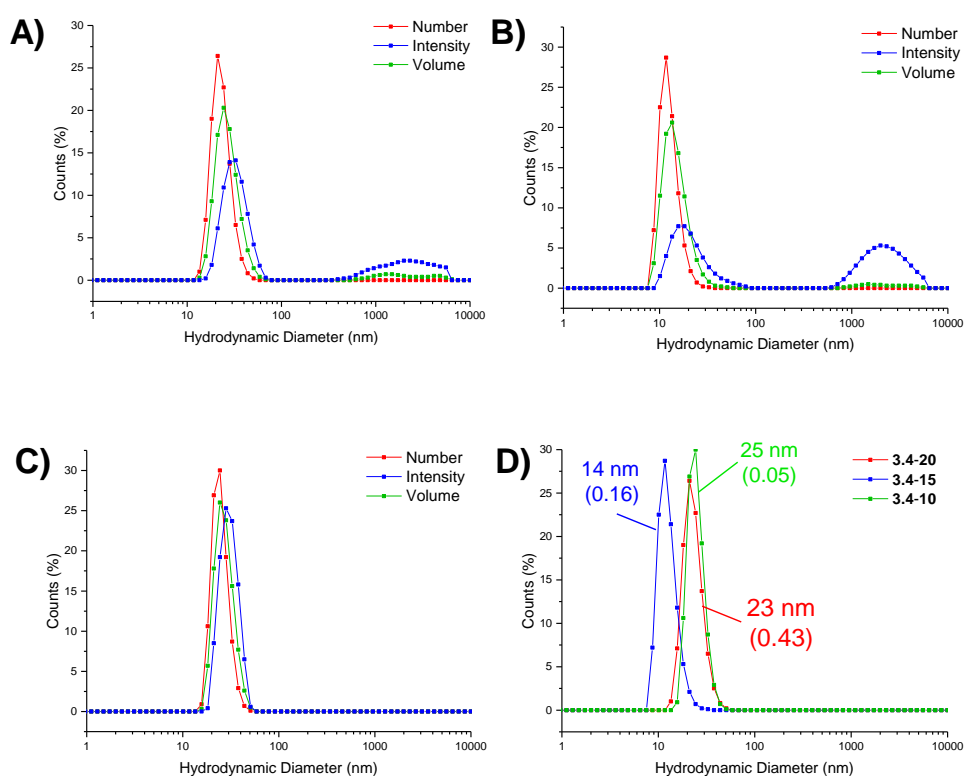 A)
30
25
20
15
10
5
0
Counts (%)
1
10
100
1000
10000
Hydrodynamic Diameter (nm)
Number
Intensity
Volume
B)
30
25
20
15
10
5
0
Counts (%)
1
10
100
1000
10000
Hydrodynamic Diameter (nm)
Number
Intensity
Volume
C)
30
25
20
15
10
5
0
Counts (%)
1
10
100
1000
10000
Hydrodynamic Diameter (nm)
Number
Intensity
Volume
D)
30
25
20
15
10
5
0
Counts (%)
1
10
100
1000
10000
Hydrodynamic Diameter (nm)
14 nm
(0.16)
25 nm
(0.05)
23 nm
(0.43)
3.4-20
3.4-15
3.4-10